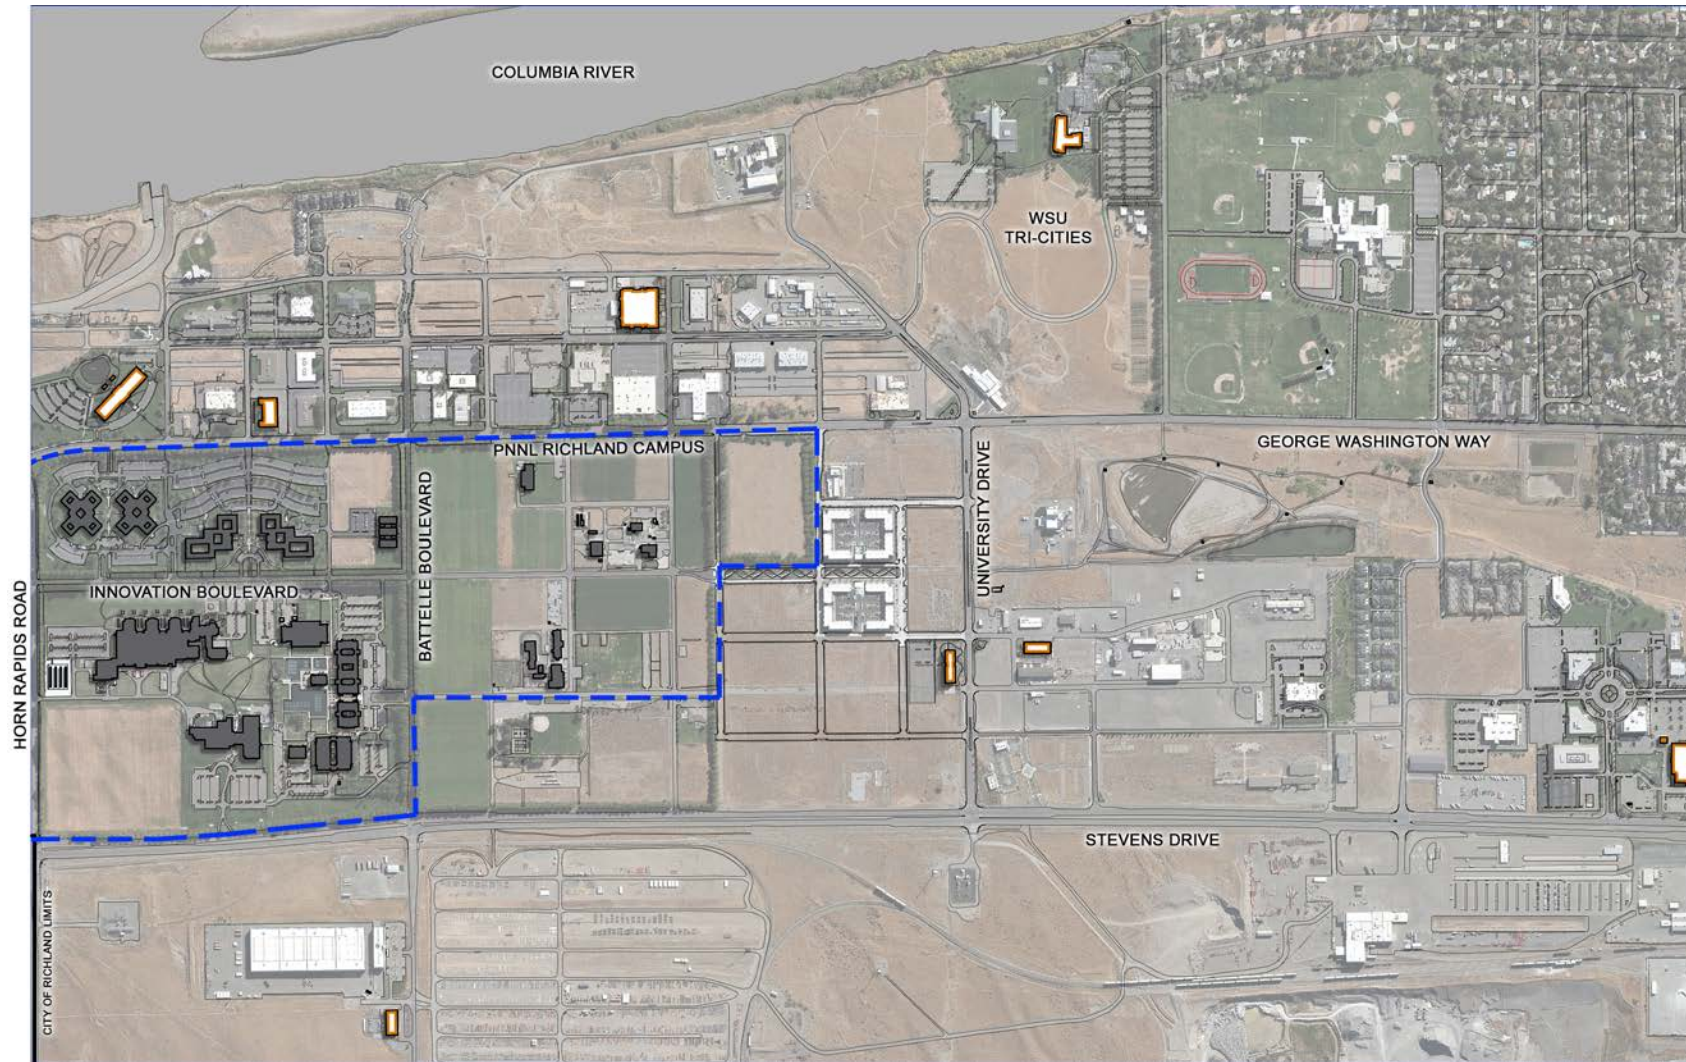 COLUMBIA RIVER
WSU
TRI-CITIES
PNNL RICHLAND CAMPUS
GEORGE WASHINGTON WAY
BATTELLE BOULEVARD
UNIVERSITY DRIVE
INNOVATION BOULEVARD
HORN RAPIDS ROAD
STEVENS DRIVE
CITY OF RICHLAND LIMITS